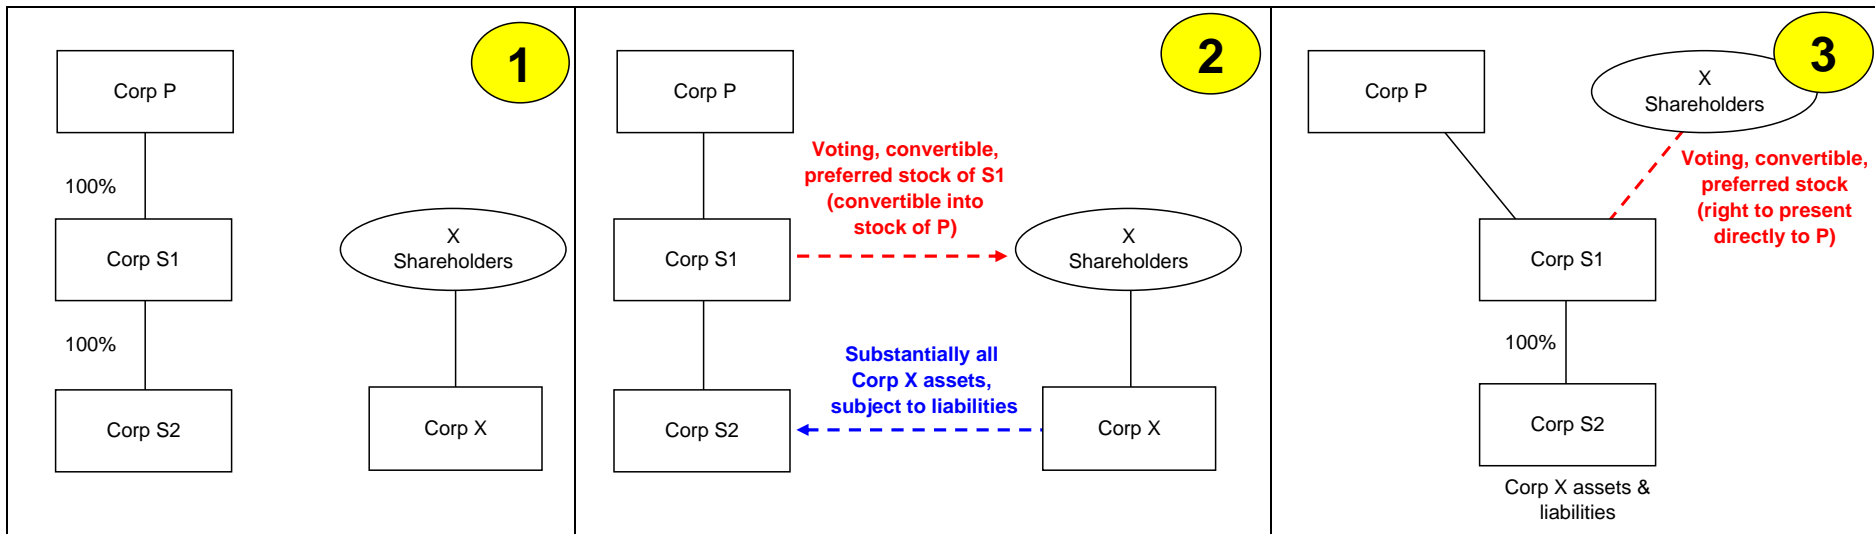 1
Corp P
100%
Corp S1
X
Shareholders
100%
Corp S2
Corp X
2
Corp P
Voting, convertible,
preferred stock of S1
(convertible into
stock of P)
Corp S1
X
Shareholders
Substantially all
Corp X assets,
subject to liabilities
Corp S2
Corp X
3
Corp P
X
Shareholders
Voting, convertible,
preferred stock
(right to present
directly to P)
Corp S1
100%
Corp S2
Corp X assets &
liabilities